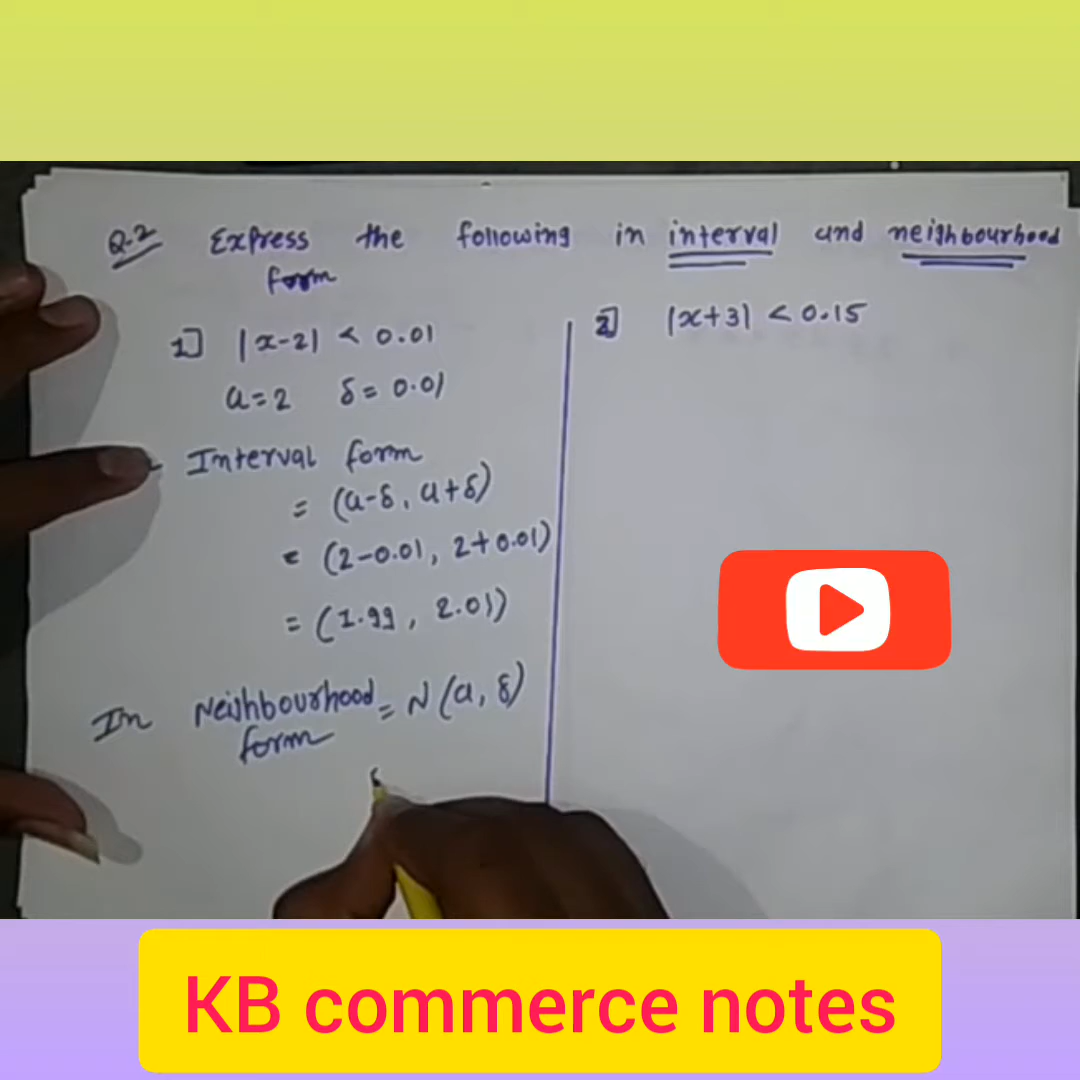 Q.2 Express the following in interval and neighbourhood
form
1] |x-2| < 0.01
a=2 δ= 0.01
Interval form
= (a-δ, a+δ)
= (2-0.01, 2+0.01)
= (1.99, 2.01)
In Neighbourhood = N (a, δ)
form
2] |x+3| < 0.15
KB commerce notes